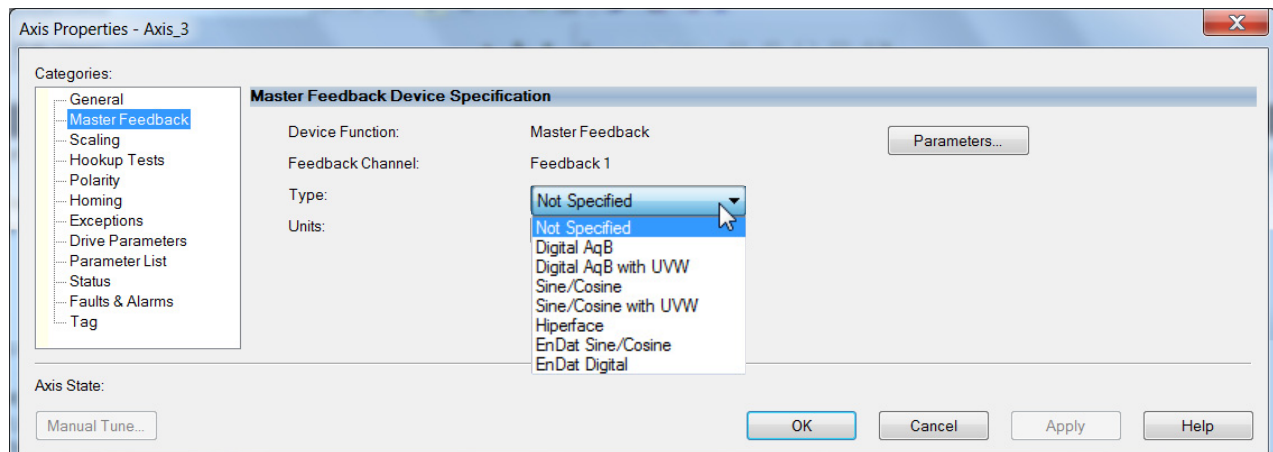 Axis Properties - Axis_3
X
Categories:
General
Master Feedback
Scaling
Hookup Tests
Polarity
Homing
Exceptions
Drive Parameters
Parameter List
Status
Faults & Alarms
Tag
Master Feedback Device Specification
Device Function: Master Feedback
Parameters...
Feedback Channel: Feedback 1
Type: Not Specified
Units:
Not Specified
Digital AqB
Digital AqB with UVW
Sine/Cosine
Sine/Cosine with UVW
Hiperface
EnDat Sine/Cosine
EnDat Digital
Axis State:
Manual Tune...
OK Cancel Apply Help